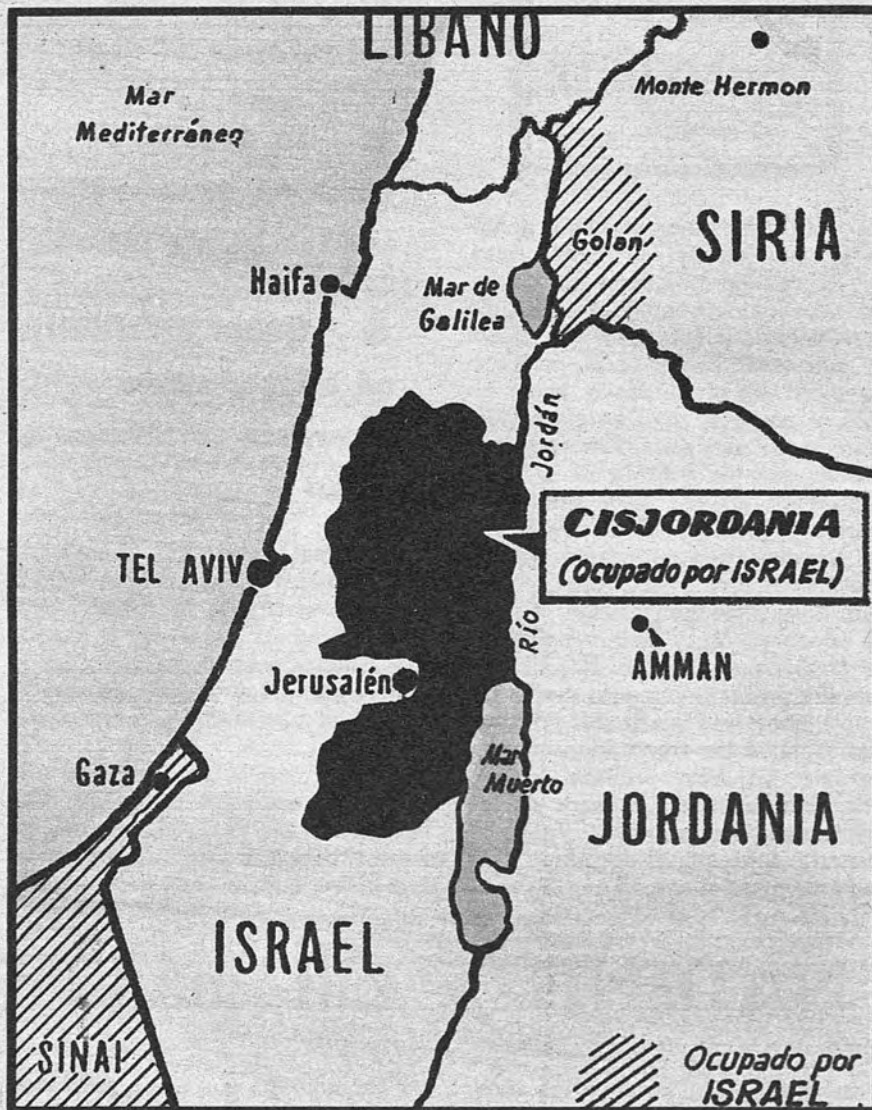 LIBANO
Monte Hermon
Mar
Mediterráneo
SIRIA
Golan
Haifa
Mar de
Galilea
Jordán
CISJORDANIA
(Ocupado por ISRAEL)
TEL AVIV
Río
AMMAN
Jerusalén
Gaza
Mar
Muerto
JORDANIA
ISRAEL
SINAI
Ocupado por
ISRAEL